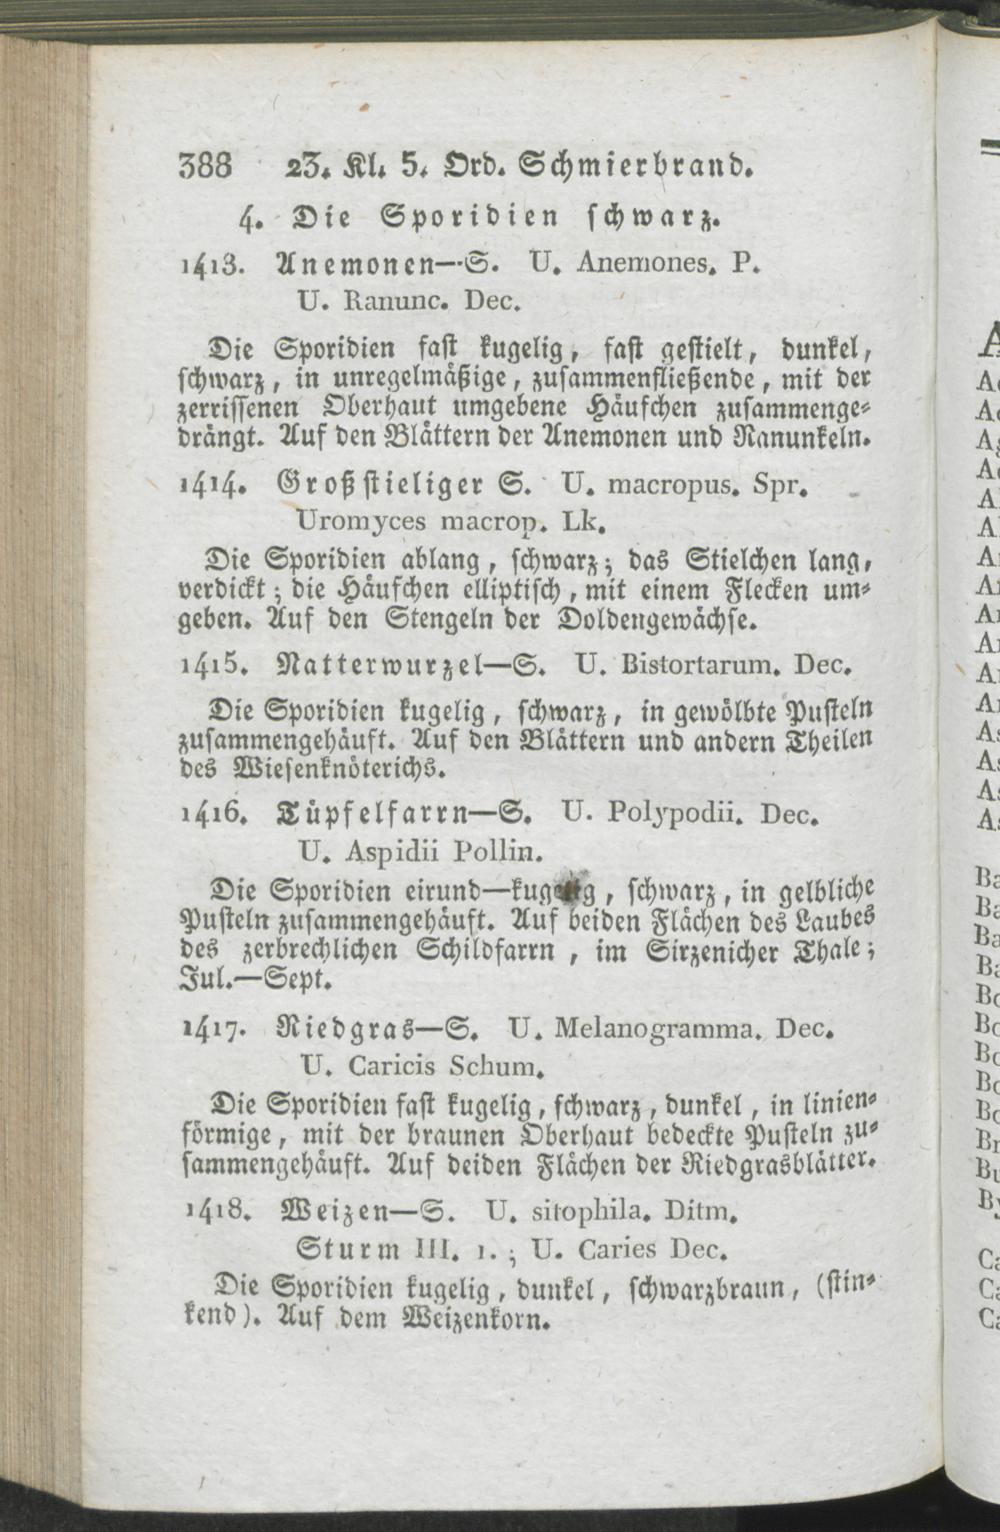 388 23. Kl. 5. Ord. Schmierbrand.
4. Die Sporidien schwarz.
1413. Anemonen—S. U. Anemones. P.
U. Ranunc. Dec.
Die Sporidien fast kugelig, fast gestielt, dunkel,
schwarz, in unregelmäßige, zusammenfließende, mit der
zerrissenen Oberhaut umgebene Häufchen zusammenge-
drängt. Auf den Blättern der Anemonen und Ranunkeln.
1414. Großstieliger S. U. macropus. Spr.
Uromyces macrop. Lk.
Die Sporidien ablang, schwarz; das Stielchen lang,
verdickt; die Häufchen elliptisch, mit einem Flecken um-
geben. Auf den Stengeln der Doldengewächse.
1415. Natterwurzel—S. U. Bistortarum. Dec.
Die Sporidien kugelig, schwarz, in gewölbte Pusteln
zusammengehäuft. Auf den Blättern und andern Theilen
des Wiesenknöterichs.
1416. Tüpfelfarrn—S. U. Polypodii. Dec.
U. Aspidii Pollin.
Die Sporidien eirund—kugelig, schwarz, in gelbliche
Pusteln zusammengehäuft. Auf beiden Flächen des Laubes
des zerbrechlichen Schildfarrn, im Sirzenicher Thale;
Jul.—Sept.
1417. Riedgras—S. U. Melanogramma. Dec.
U. Caricis Schum.
Die Sporidien fast kugelig, schwarz, dunkel, in linien-
förmige, mit der braunen Oberhaut bedeckte Pusteln zu-
sammengehäuft. Auf beiden Flächen der Riedgrasblätter.
1418. Weizen—S. U. sitophila. Ditm.
Sturm III. 1.; U. Caries Dec.
Die Sporidien kugelig, dunkel, schwarzbraun, (stin-
kend). Auf dem Weizenkorn.